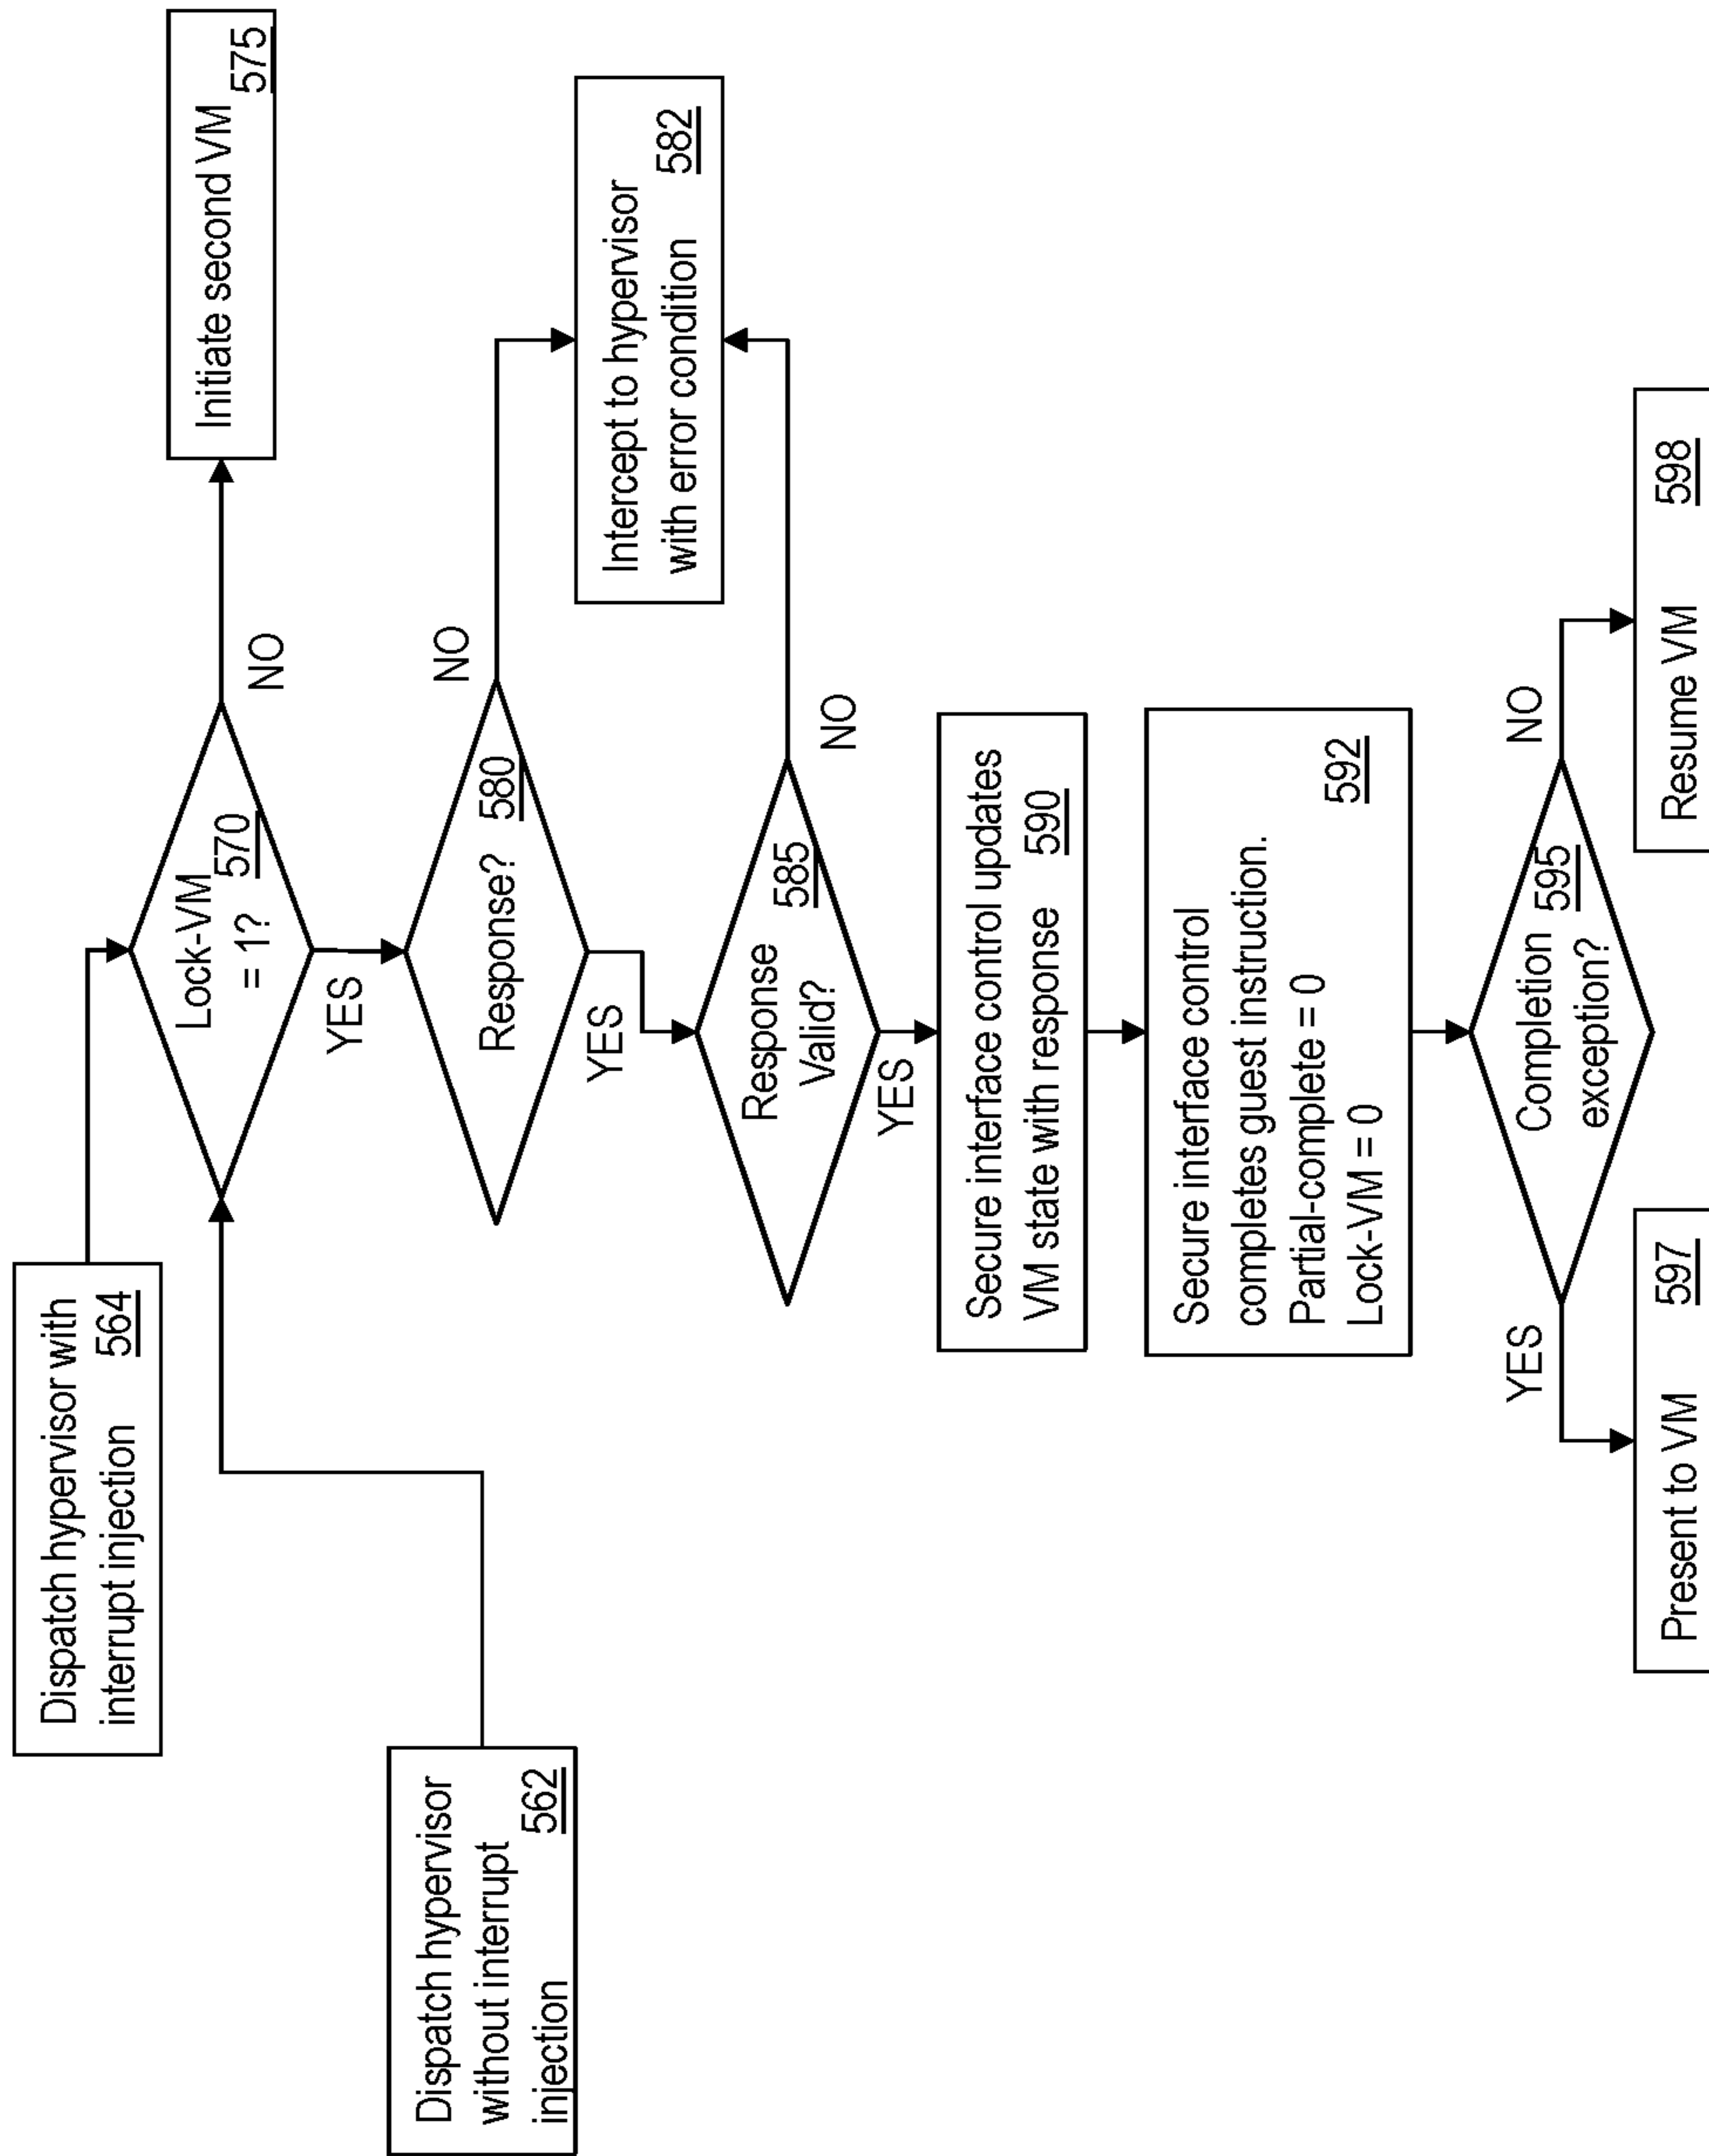 Dispatch hypervisor with
interrupt injection 564
Dispatch hypervisor
without interrupt
injection 562
Lock-VM
= 1? 570
NO
Initiate second VM
575
YES
Response? 580
NO
Intercept to hypervisor
with error condition 582
YES
Response
Valid? 585
NO
YES
Secure interface control updates
VM state with response 590
Secure interface control
completes guest instruction.
Partial-complete = 0
Lock-VM = 0 592
Completion
exception? 595
YES
NO
Present to VM 597
Resume VM 598